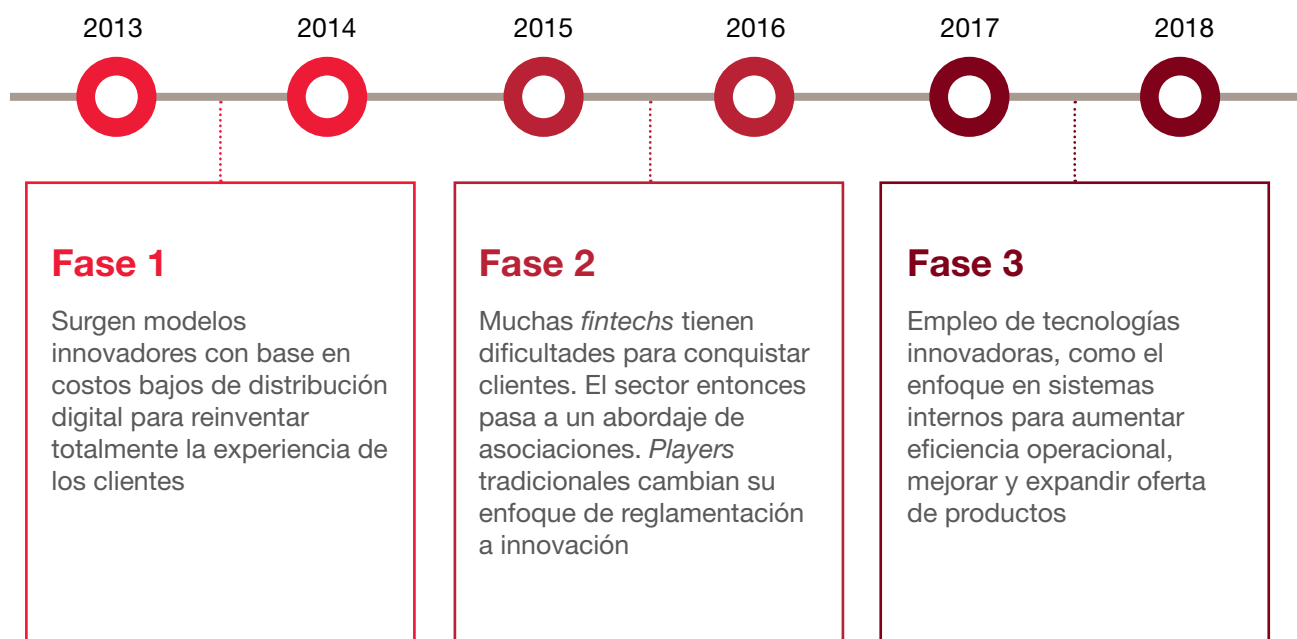 2013
2014
2015
2016
2017
2018
Fase 1
Surgen modelos
innovadores con base en
costos bajos de distribución
digital para reinventar
totalmente la experiencia de
los clientes
Fase 2
Muchas fintechs tienen
dificultades para conquistar
clientes. El sector entonces
pasa a un abordaje de
asociaciones. Players
tradicionales cambian su
enfoque de reglamentación
a innovación
Fase 3
Empleo de tecnologías
innovadoras, como el
enfoque en sistemas
internos para aumentar
eficiencia operacional,
mejorar y expandir oferta
de productos